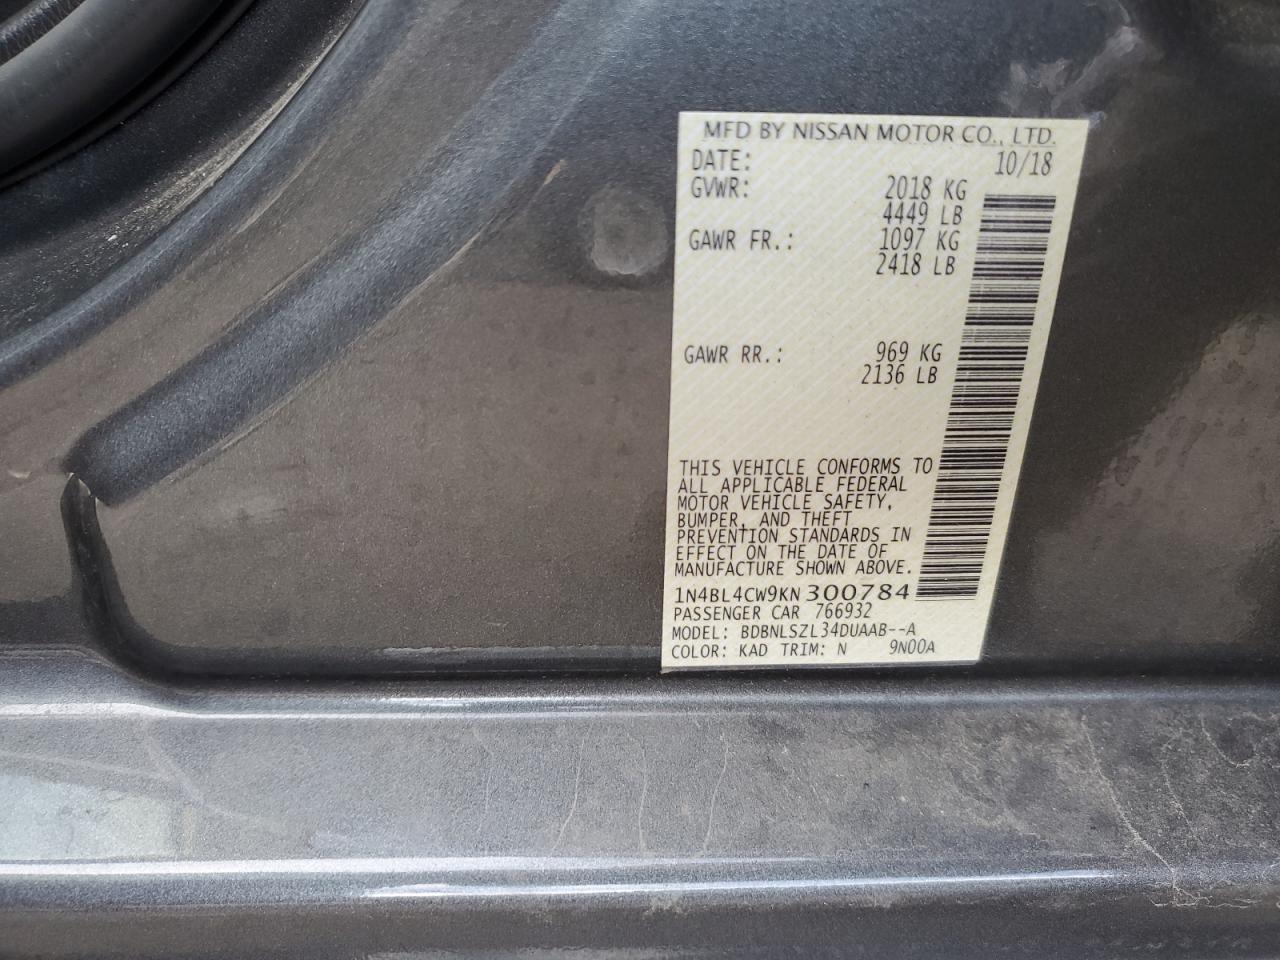 MFD BY NISSAN MOTOR CO., LTD.
DATE: 10/18
GVWR: 2018 KG
4449 LB
GAWR FR.: 1097 KG
2418 LB
GAWR RR.: 969 KG
2136 LB
THIS VEHICLE CONFORMS TO
ALL APPLICABLE FEDERAL
MOTOR VEHICLE SAFETY,
BUMPER, AND THEFT
PREVENTION STANDARDS IN
EFFECT ON THE DATE OF
MANUFACTURE SHOWN ABOVE.
1N4BL4CW9KN300784
PASSENGER CAR 766932
MODEL: BDBNLSZL34DUAAB--A
COLOR: KAD TRIM: N 9N00A